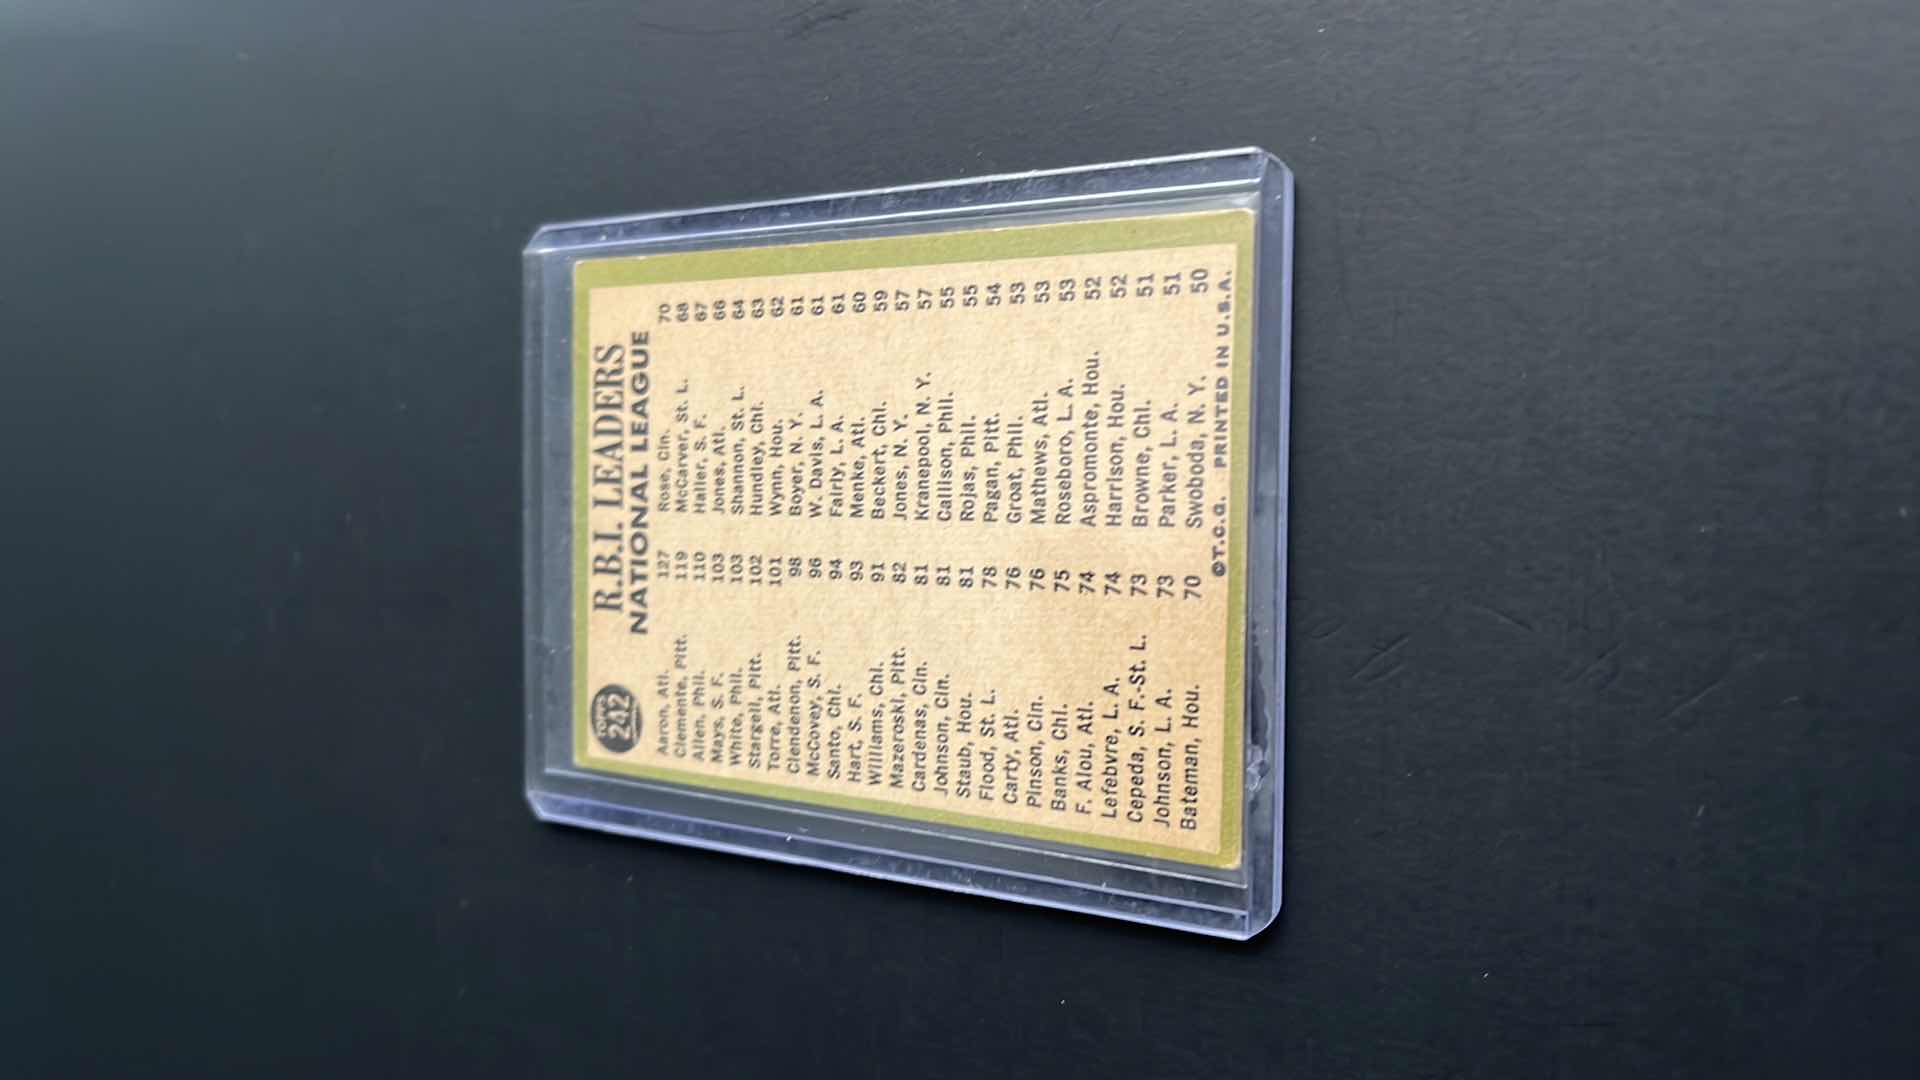 TOPPS
242
R.B.I. LEADERS
NATIONAL LEAGUE
Aaron, Atl. 127 Rose, Cin. 70
Clemente, Pitt. 119 McCarver, St. L. 68
Allen, Phil. 110 Haller, S. F. 67
Mays, S. F. 103 Jones, Atl. 66
White, Phil. 103 Shannon, St. L. 64
Stargell, Pitt. 102 Hundley, Chi. 63
Torre, Atl. 101 Wynn, Hou. 62
Clendenon, Pitt. 98 Boyer, N. Y. 61
McCovey, S. F. 96 W. Davis, L. A. 61
Santo, Chi. 94 Fairly, L. A. 61
Hart, S. F. 93 Menke, Atl. 60
Williams, Chi. 91 Beckert, Chi. 59
Mazeroski, Pitt. 82 Jones, N. Y. 57
Cardenas, Cin. 81 Kranepool, N. Y. 57
Johnson, Cin. 81 Callison, Phil. 55
Staub, Hou. 81 Rojas, Phil. 55
Flood, St. L. 78 Pagan, Pitt. 54
Carty, Atl. 76 Groat, Phil. 53
Pinson, Cin. 76 Mathews, Atl. 53
Banks, Chi. 75 Roseboro, L. A. 53
F. Alou, Atl. 74 Aspromonte, Hou. 52
Lefebvre, L. A. 74 Harrison, Hou. 52
Cepeda, S. F.-St. L. 73 Browne, Chi. 51
Johnson, L. A. 73 Parker, L. A. 51
Bateman, Hou. 70 Swoboda, N. Y. 50
©T.C.G. PRINTED IN U.S.A.